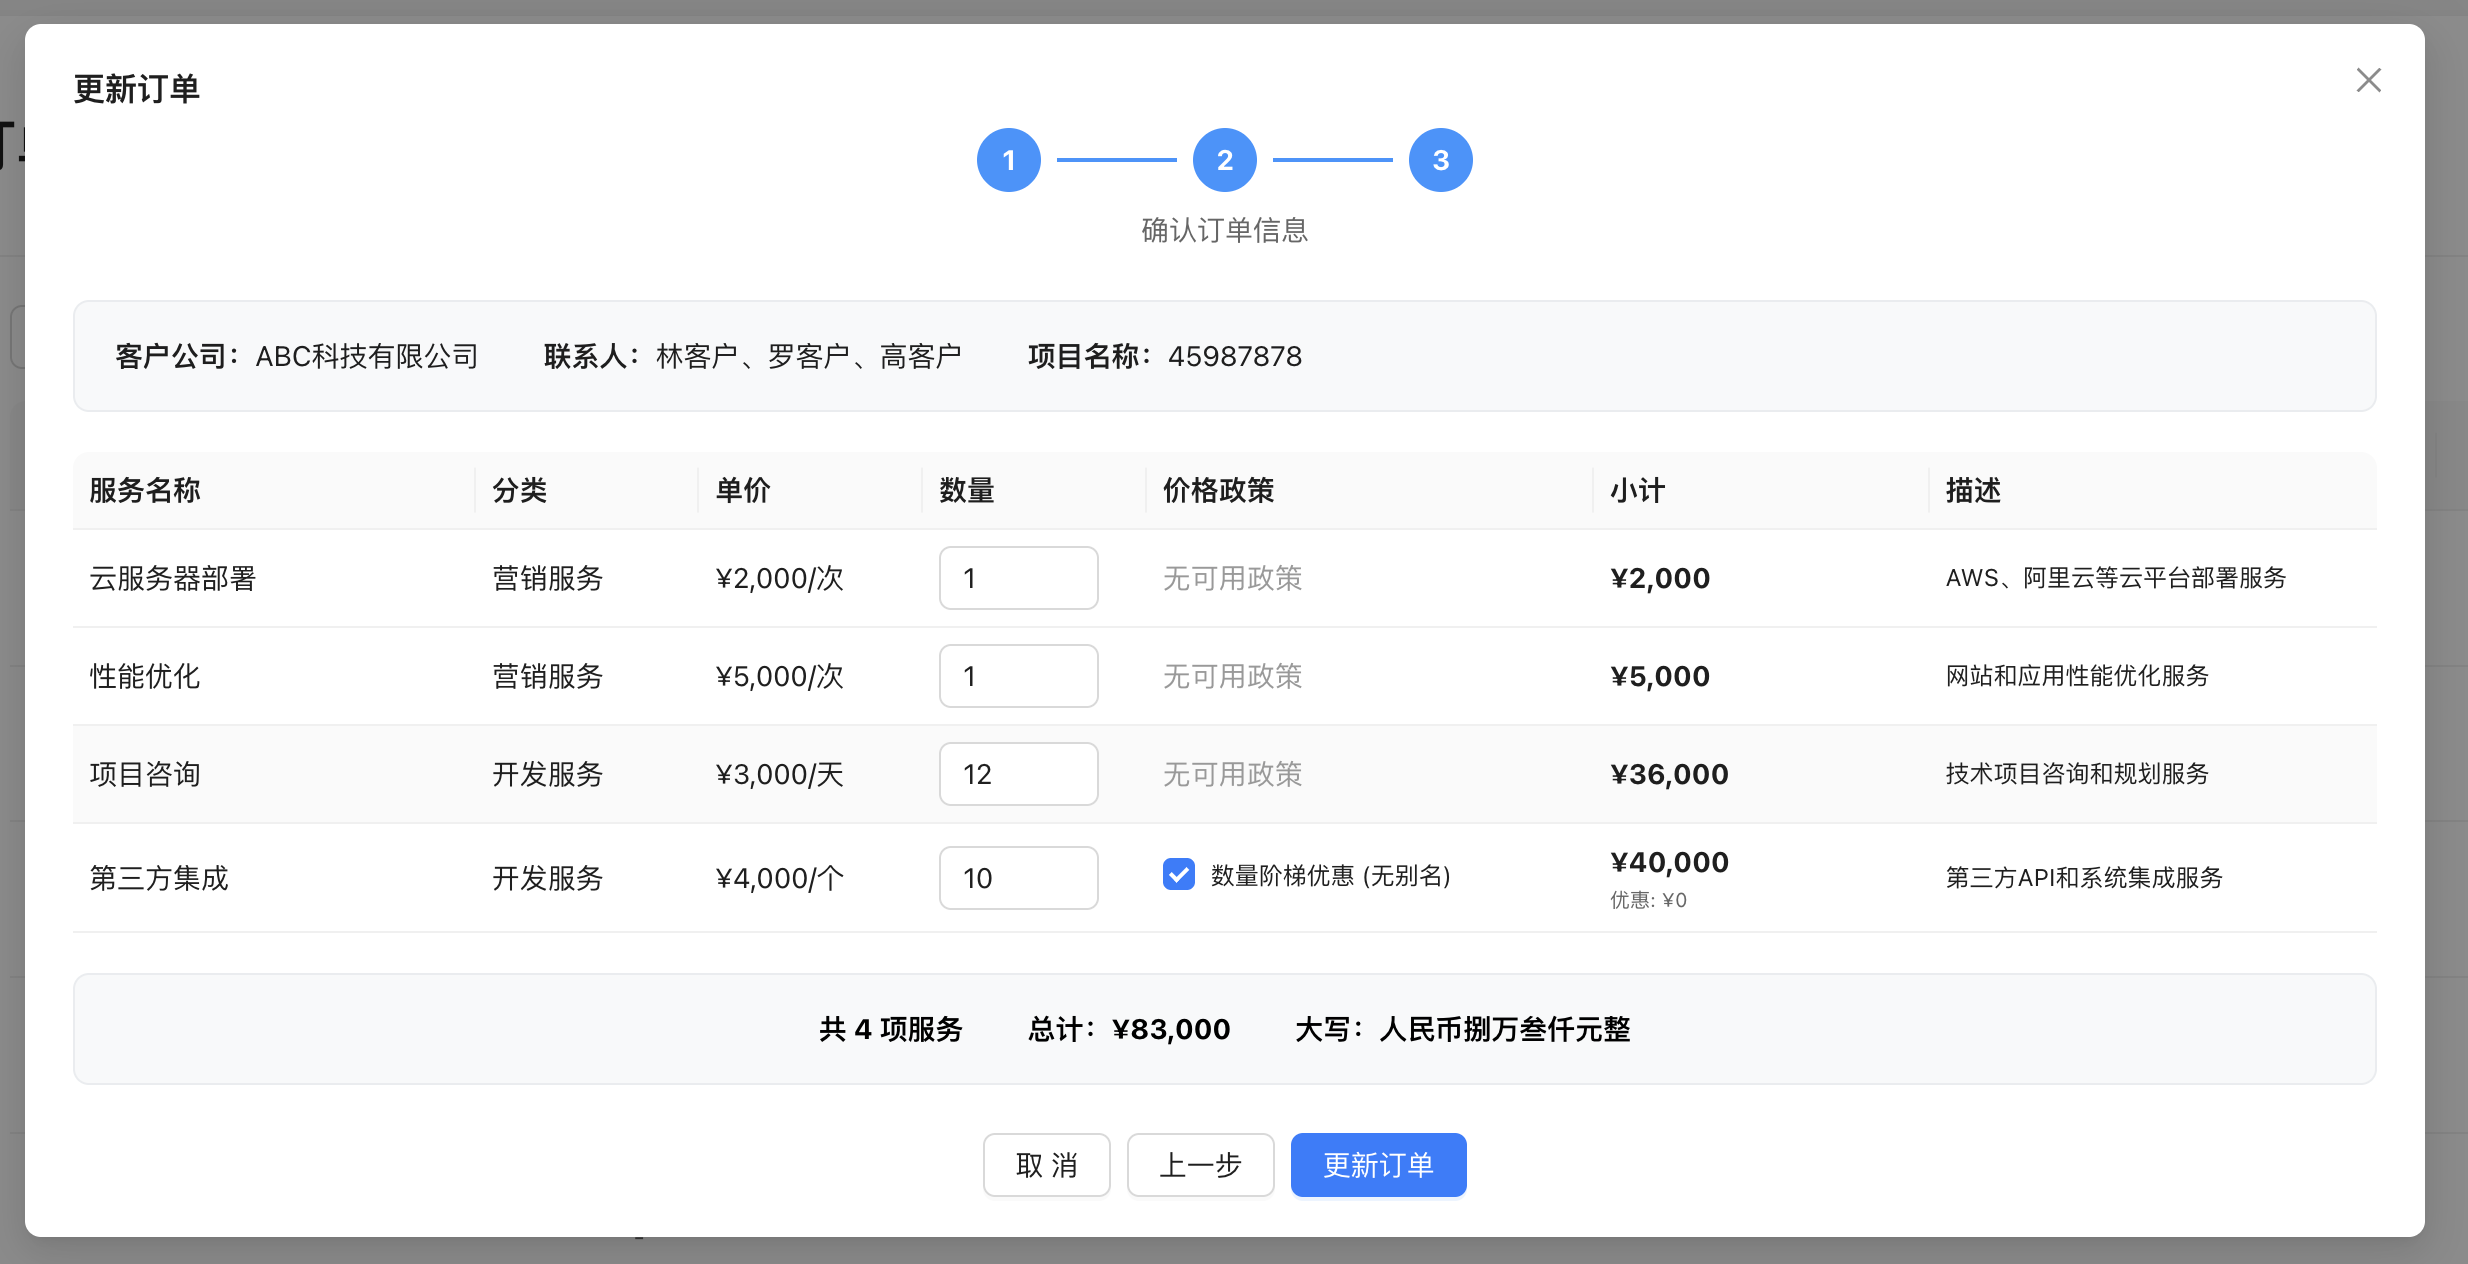 更新订单
1 2 3
确认订单信息
客户公司：ABC科技有限公司 联系人：林客户、罗客户、高客户 项目名称：45987878
服务名称 分类 单价 数量 价格政策 小计 描述
云服务器部署 营销服务 ¥2,000/次 1 无可用政策 ¥2,000 AWS、阿里云等云平台部署服务
性能优化 营销服务 ¥5,000/次 1 无可用政策 ¥5,000 网站和应用性能优化服务
项目咨询 开发服务 ¥3,000/天 12 无可用政策 ¥36,000 技术项目咨询和规划服务
第三方集成 开发服务 ¥4,000/个 10 数量阶梯优惠 (无别名) ¥40,000 第三方API和系统集成服务
优惠: ¥0
共 4 项服务 总计：¥83,000 大写：人民币捌万叁仟元整
取 消 上一步 更新订单